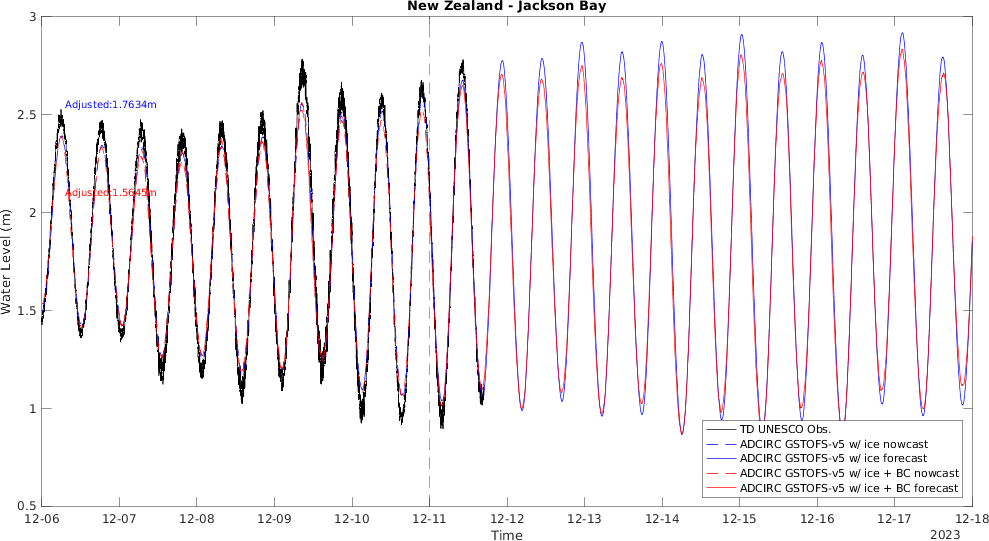 New Zealand - Jackson Bay
3
2.5
2
1.5
1
0.5
Water Level (m)
Adjusted:1.7634m
Adjusted:1.5645m
TD UNESCO Obs.
ADCIRC GSTOFS-v5 w/ ice nowcast
ADCIRC GSTOFS-v5 w/ ice forecast
ADCIRC GSTOFS-v5 w/ ice + BC nowcast
ADCIRC GSTOFS-v5 w/ ice + BC forecast
12-06 12-07 12-08 12-09 12-10 12-11 12-12 12-13 12-14 12-15 12-16 12-17 12-18
Time
2023